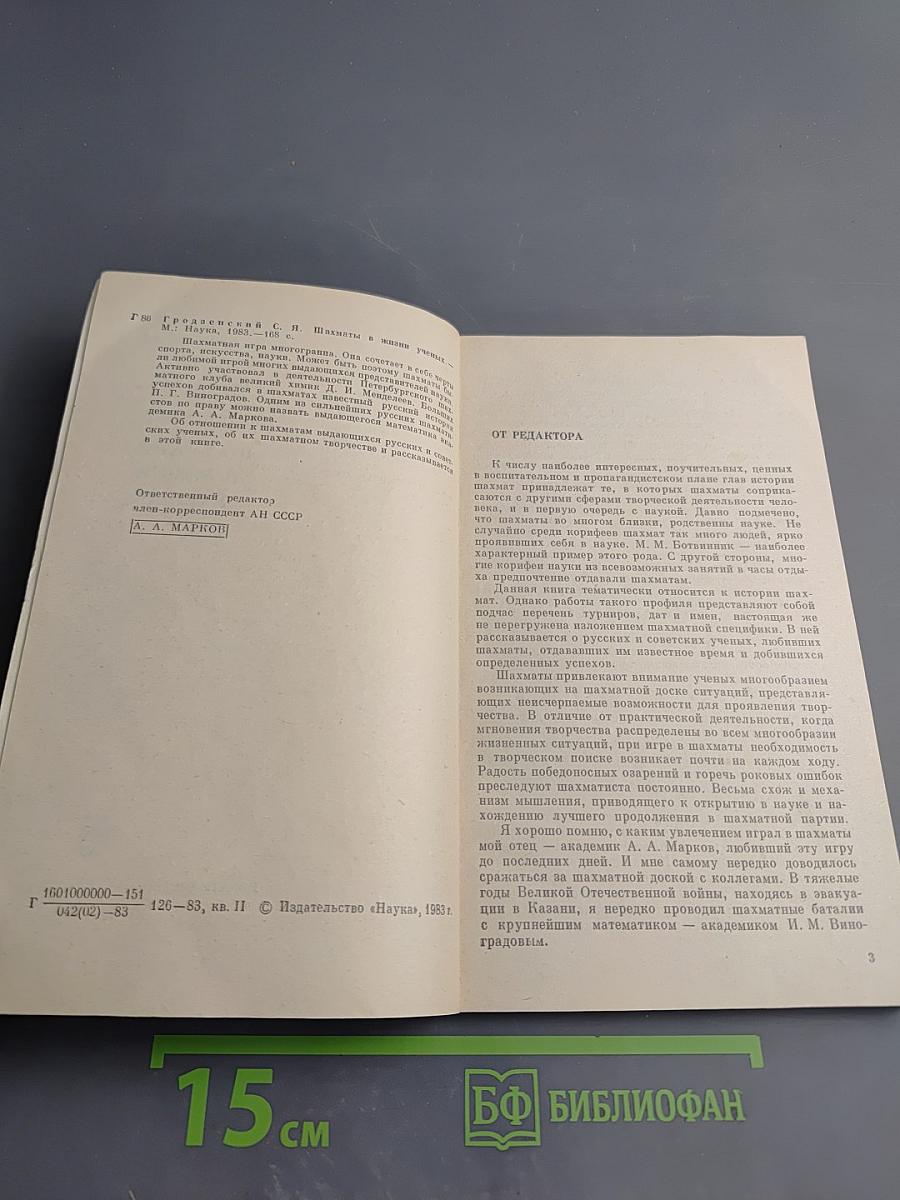 Г 86 Гродзенский С. Я. Шахматы в жизни ученых.—
М.: Наука, 1983.—168 с.
Шахматная игра многогранна. Она сочетает в себе черты
спорта, искусства, науки. Может быть поэтому шахматы бы-
ли любимой игрой многих выдающихся представителей науки.
Активно участвовал в деятельности Петербургского шах-
матного клуба великий химик Д. И. Менделеев. Больших
успехов добивался в шахматах известный русский историк
П. Г. Виноградов. Одним из сильнейших русских шахмати-
стов по праву можно назвать выдающегося математика ака-
демика А. А. Маркова.
Об отношении к шахматам выдающихся русских и совет-
ских ученых, об их шахматном творчестве и рассказывается
в этой книге.
Ответственный редактор
член-корреспондент АН СССР
А. А. МАРКОВ
Г 1601000000—151
042(02)—83 126—83, кв. II © Издательство «Наука», 1983 г.
ОТ РЕДАКТОРА
К числу наиболее интересных, поучительных, ценных
в воспитательном и пропагандистском плане глав истории
шахмат принадлежат те, в которых шахматы соприка-
саются с другими сферами творческой деятельности чело-
века, и в первую очередь с наукой. Давно подмечено,
что шахматы во многом близки, родственны науке. Не
случайно среди корифеев шахмат так много людей, ярко
проявивших себя в науке. М. М. Ботвинник — наиболее
характерный пример этого рода. С другой стороны, мно-
гие корифеи науки из всевозможных занятий в часы отды-
ха предпочтение отдавали шахматам.
Данная книга тематически относится к истории шах-
мат. Однако работы такого профиля представляют собой
подчас перечень турниров, дат и имен, настоящая же
не перегружена изложением шахматной специфики. В ней
рассказывается о русских и советских ученых, любивших
шахматы, отдававших им известное время и добившихся
определенных успехов.
Шахматы привлекают внимание ученых многообразием
возникающих на шахматной доске ситуаций, представля-
ющих неисчерпаемые возможности для проявления твор-
чества. В отличие от практической деятельности, когда
мгновения творчества распределены во всем многообразии
жизненных ситуаций, при игре в шахматы необходимость
в творческом поиске возникает почти на каждом ходу.
Радость победоносных озарений и горечь роковых ошибок
преследуют шахматиста постоянно. Весьма схож и меха-
низм мышления, приводящего к открытию в науке и на-
хождению лучшего продолжения в шахматной партии.
Я хорошо помню, с каким увлечением играл в шахматы
мой отец — академик А. А. Марков, любивший эту игру
до последних дней. И мне самому нередко доводилось
сражаться за шахматной доской с коллегами. В тяжелые
годы Великой Отечественной войны, находясь в эвакуа-
ции в Казани, я нередко проводил шахматные баталии
с крупнейшим математиком — академиком И. М. Вино-
градовым.
3
15 см
БФ БИБЛИОФАН